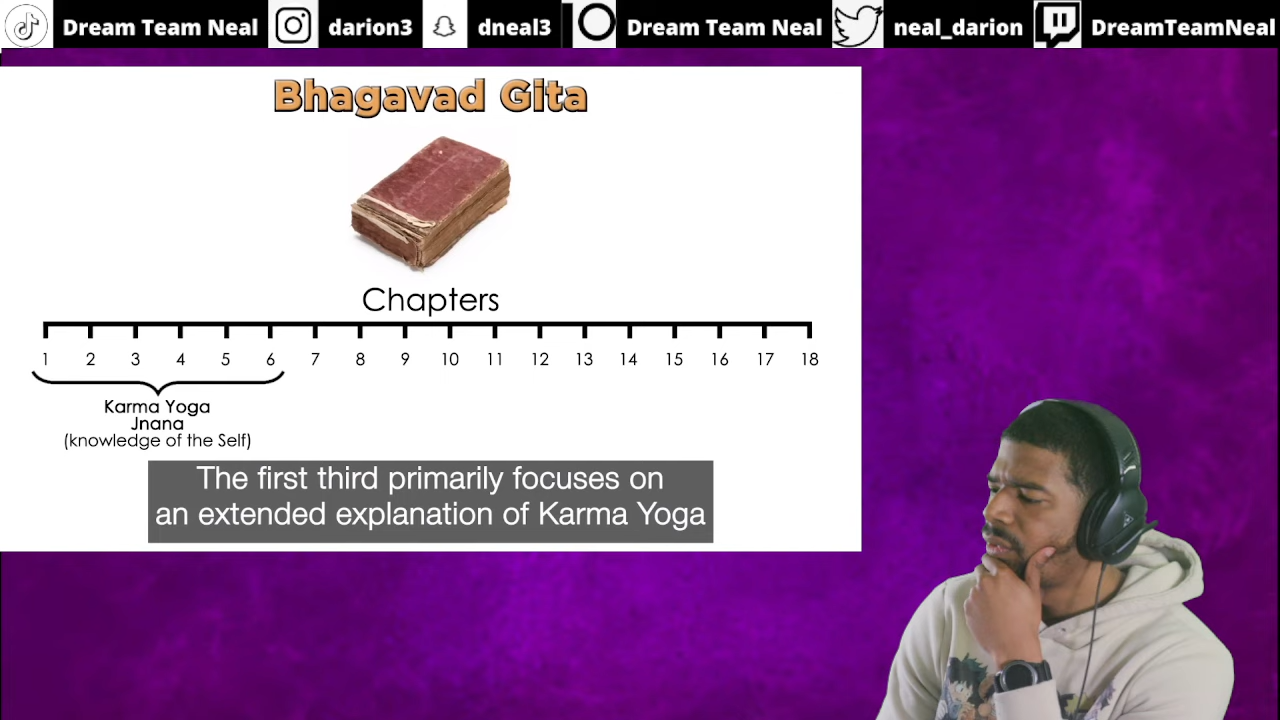 Dream Team Neal darion3 dneal3 Dream Team Neal neal_darion DreamTeamNeal
Bhagavad Gita
Chapters
1 2 3 4 5 6 7 8 9 10 11 12 13 14 15 16 17 18
Karma Yoga
Jnana
(knowledge of the Self)
The first third primarily focuses on
an extended explanation of Karma Yoga